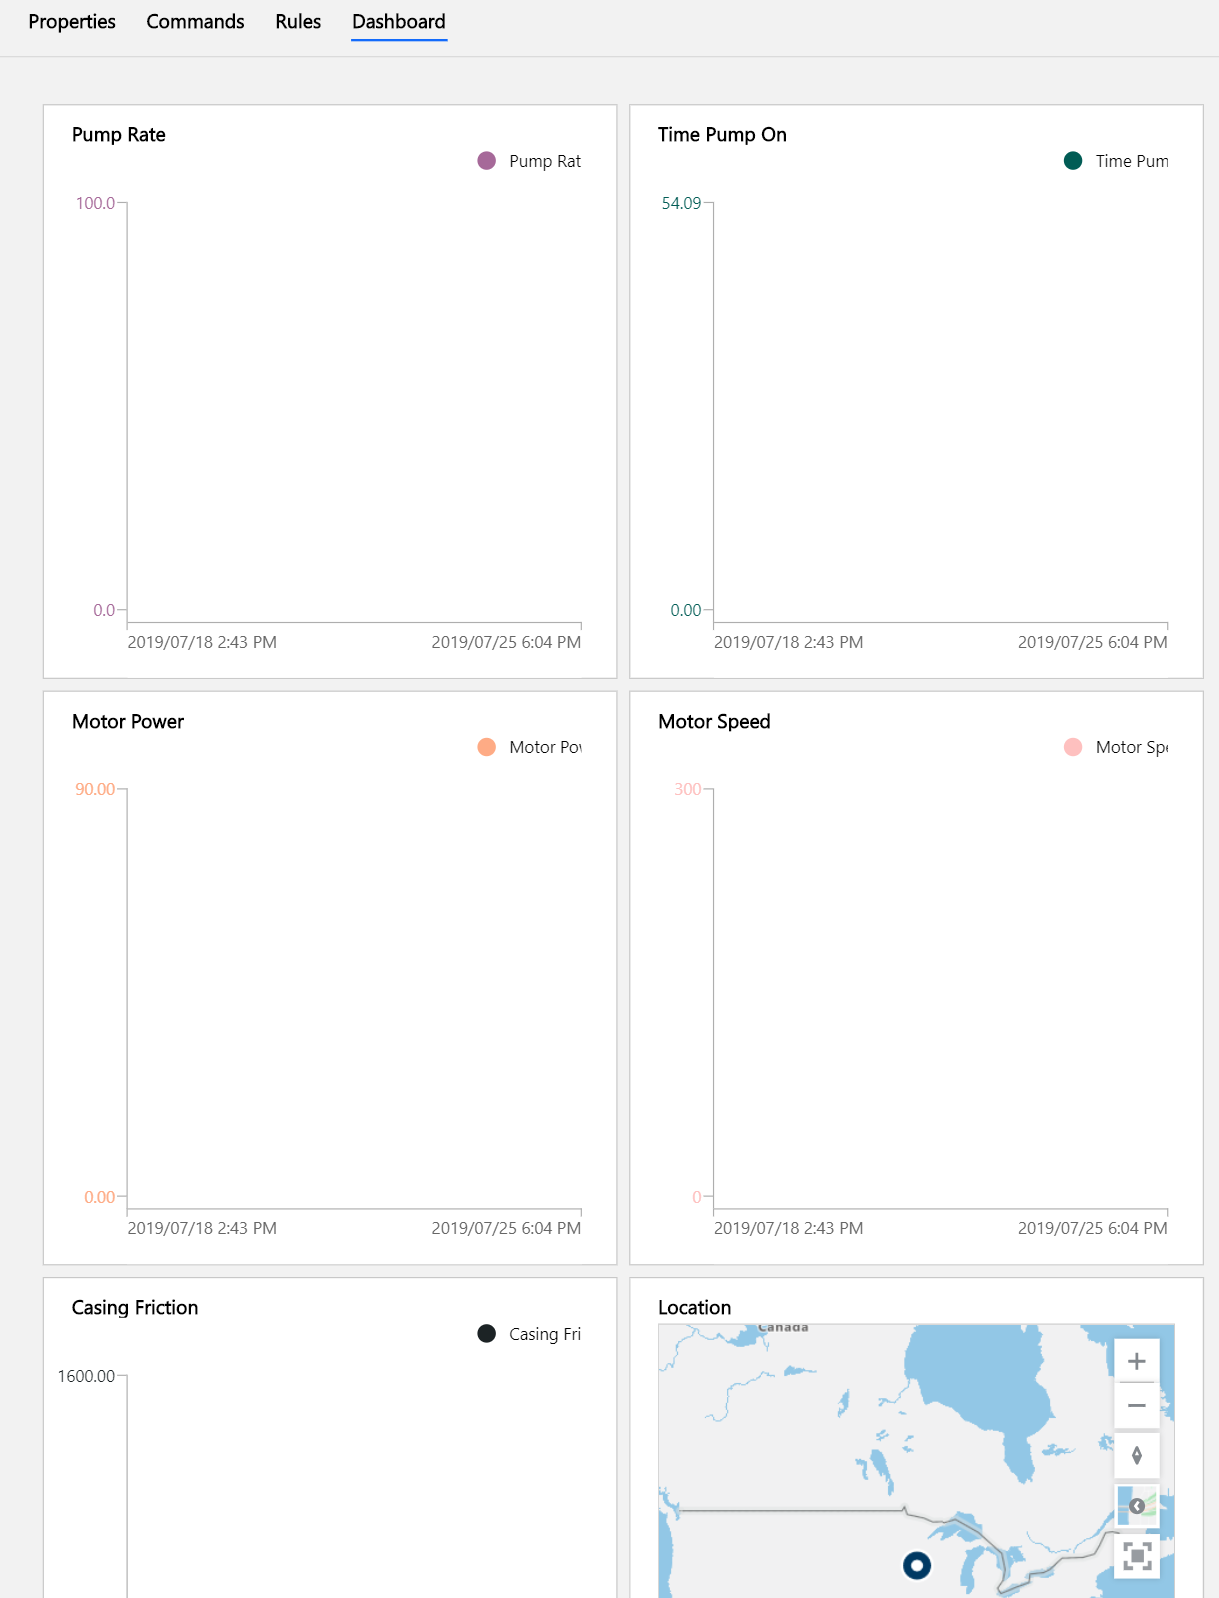 Properties Commands Rules Dashboard
Pump Rate
Pump Rat
100.0
0.0
2019/07/18 2:43 PM 2019/07/25 6:04 PM
Time Pump On
Time Pum
54.09
0.00
2019/07/18 2:43 PM 2019/07/25 6:04 PM
Motor Power
Motor Pow
90.00
0.00
2019/07/18 2:43 PM 2019/07/25 6:04 PM
Motor Speed
Motor Spe
300
0
2019/07/18 2:43 PM 2019/07/25 6:04 PM
Casing Friction
Casing Fri
1600.00
Location
Canada